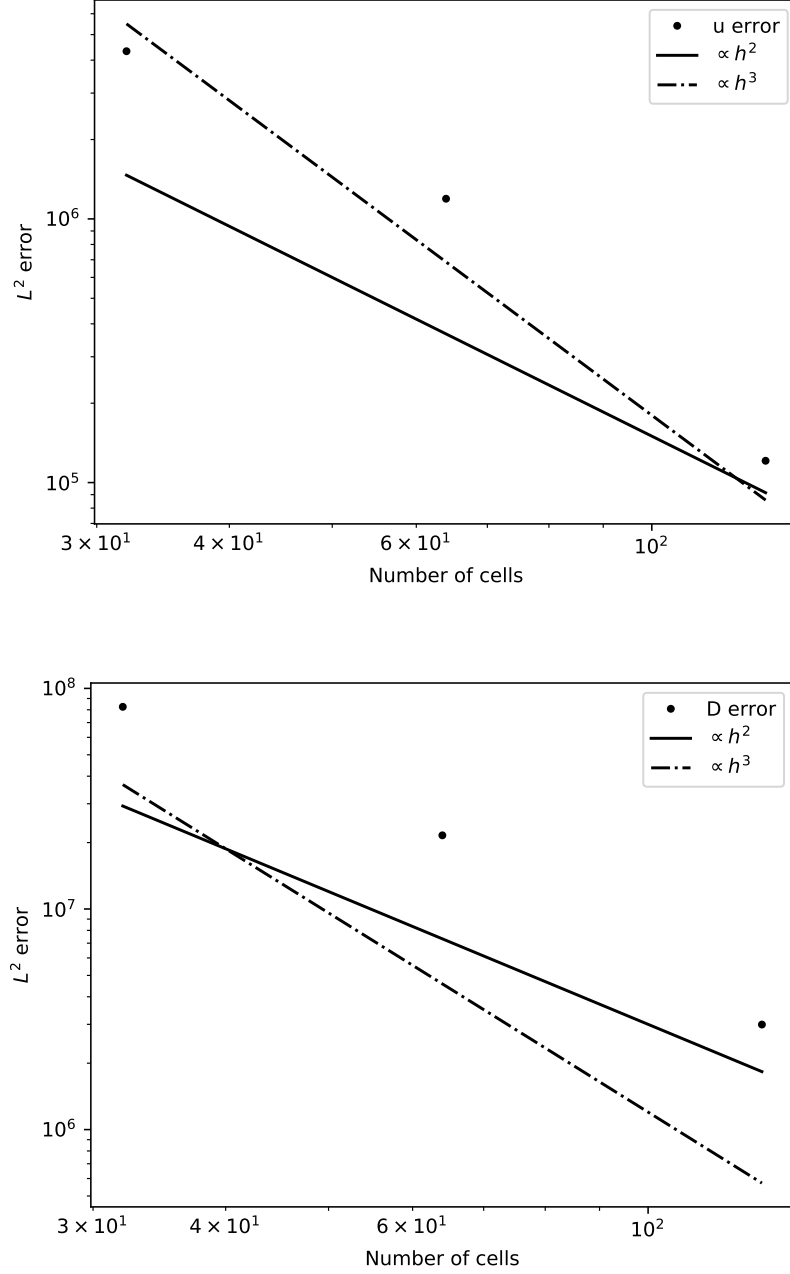 u error
∝ h²
∝ h³
10⁶
10⁵
L² error
3 × 10¹ 4 × 10¹ 6 × 10¹ 10²
Number of cells
10⁸
D error
∝ h²
∝ h³
10⁷
10⁶
L² error
3 × 10¹ 4 × 10¹ 6 × 10¹ 10²
Number of cells